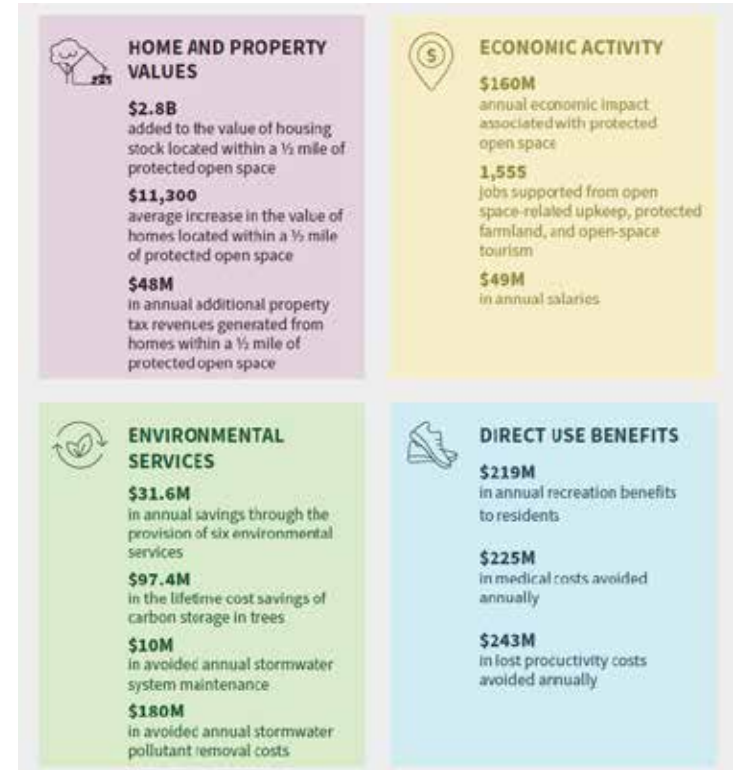 HOME AND PROPERTY
VALUES
$2.8B
added to the value of housing
stock located within a ½ mile of
protected open space
$11,300
average increase in the value of
homes located within a ½ mile
of protected open space
$48M
in annual additional property
tax revenues generated from
homes within a ½ mile of
protected open space
$
ECONOMIC ACTIVITY
$160M
annual economic impact
associated with protected
open space
1,555
jobs supported from open
space-related upkeep, protected
farmland, and open-space
tourism
$49M
in annual salaries
ENVIRONMENTAL
SERVICES
$31.6M
in annual savings through the
provision of six environmental
services
$97.4M
in the lifetime cost savings of
carbon storage in trees
$10M
in avoided annual stormwater
system maintenance
$180M
in avoided annual stormwater
pollutant removal costs
DIRECT USE BENEFITS
$219M
in annual recreation benefits
to residents
$225M
in medical costs avoided
annually
$243M
in lost productivity costs
avoided annually